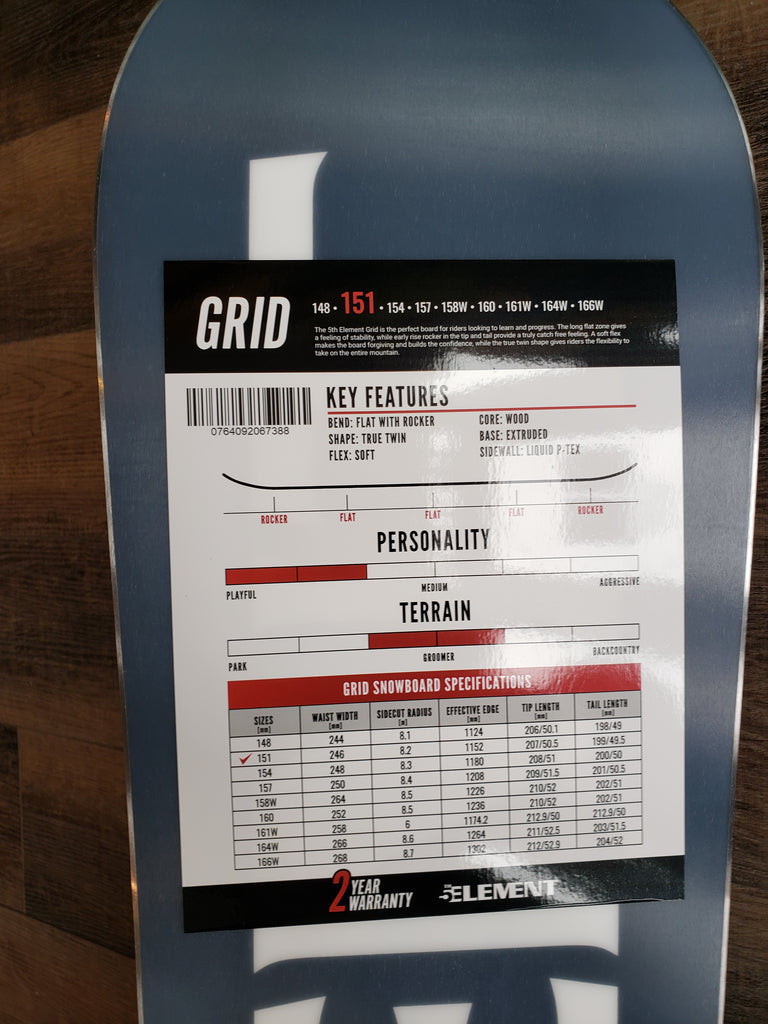 GRID
148 • 151 • 154 • 157 • 158W • 160 • 161W • 164W • 166W
The 5th Element Grid is the perfect board for riders looking to learn and progress. The long flat zone gives
a feeling of stability, while early rise rocker in the tip and tail provide a truly catch free feeling. A soft flex
makes the board forgiving and builds the confidence, while the true twin shape gives riders the flexibility to
take on the entire mountain.
0764092067388
KEY FEATURES
BEND: FLAT WITH ROCKER
SHAPE: TRUE TWIN
FLEX: SOFT
CORE: WOOD
BASE: EXTRUDED
SIDEWALL: LIQUID P-TEX
ROCKER FLAT FLAT FLAT ROCKER
PERSONALITY
PLAYFUL MEDIUM AGGRESSIVE
TERRAIN
PARK GROOMER BACKCOUNTRY
GRID SNOWBOARD SPECIFICATIONS
SIZES [mm] WAIST WIDTH [mm] SIDECUT RADIUS [m] EFFECTIVE EDGE [mm] TIP LENGTH [mm] TAIL LENGTH [mm]
148 244 8.1 1124 206/50.1 198/49
151 246 8.2 1152 207/50.5 199/49.5
154 248 8.3 1180 208/51 200/50
157 250 8.4 1208 209/51.5 201/50.5
158W 264 8.5 1226 210/52 202/51
160 252 8.5 1236 210/52 202/51
161W 258 6 1174.2 212.9/50 212.9/50
164W 266 8.6 1264 211/52.5 203/51.5
166W 268 8.7 1302 212/52.9 204/52
2 YEAR
WARRANTY
5ELEMENT